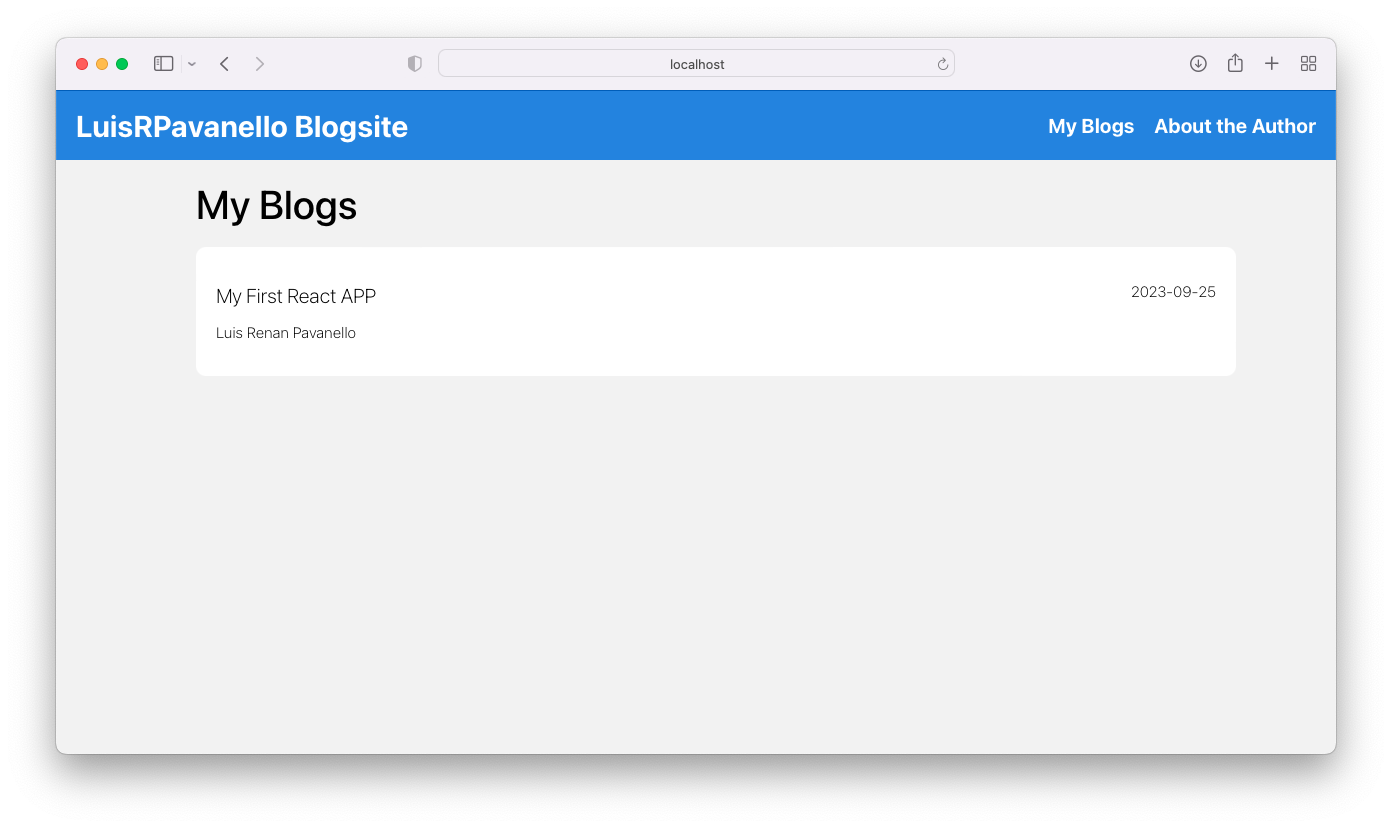 localhost
LuisRPavanello Blogsite
My Blogs
About the Author
My Blogs
My First React APP
2023-09-25
Luis Renan Pavanello